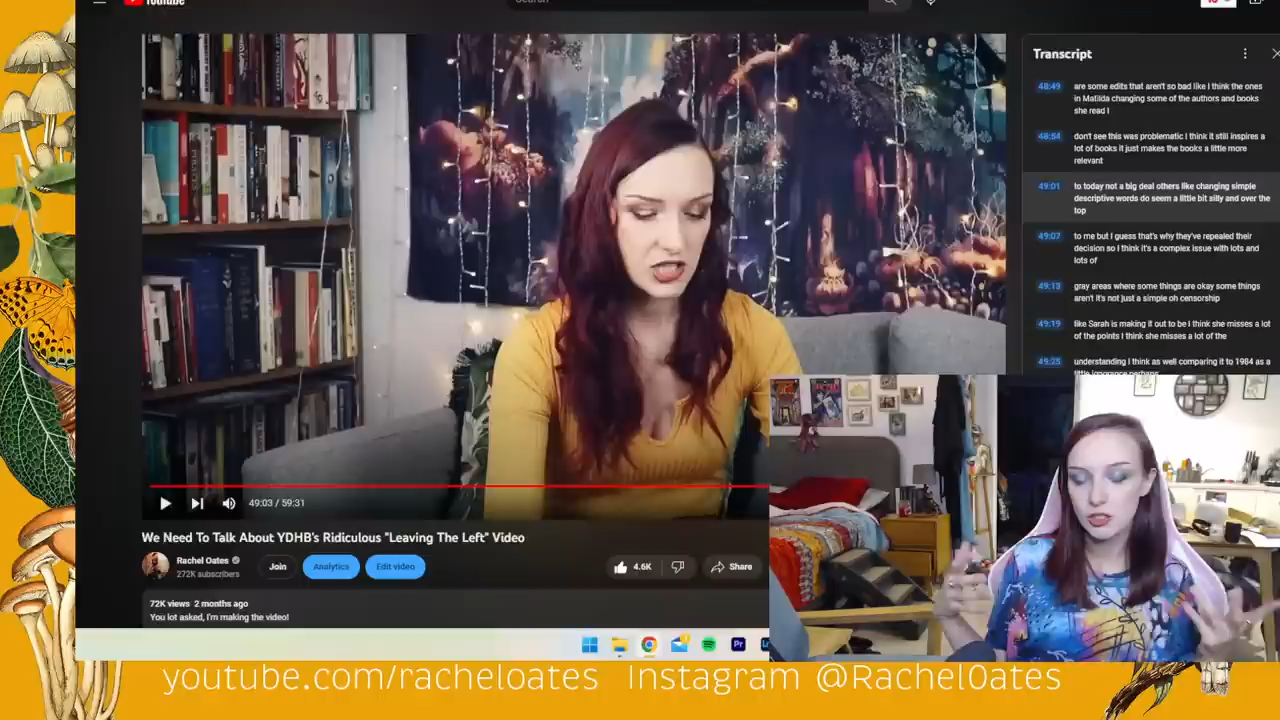 YouTube
Search
Transcript
48:49 are some edits that aren't so bad like I think the ones
in Matilda changing some of the authors and books
she read I
48:54 don't see this was problematic I think it still inspires a
lot of books it just makes the books a little more
relevant
49:01 to today not a big deal others like changing simple
descriptive words do seem a little bit silly and over the
top
49:07 to me but I guess that's why they've repealed their
decision so I think it's a complex issue with lots and
lots of
49:13 gray areas where some things are okay some things
aren't it's not just a simple oh censorship
49:19 like Sarah is making it out to be I think she misses a lot
of the points I think she misses a lot of the
49:25 understanding I think as well comparing it to 1984 as a
little ignorance perhaps
49:03 / 59:31
We Need To Talk About YDHB's Ridiculous "Leaving The Left" Video
Rachel Oates
272K subscribers
Join
Analytics
Edit video
4.6K
Share
72K views 2 months ago
You lot asked, I'm making the video!
Pr
youtube.com/racheloates Instagram @Rachel0ates